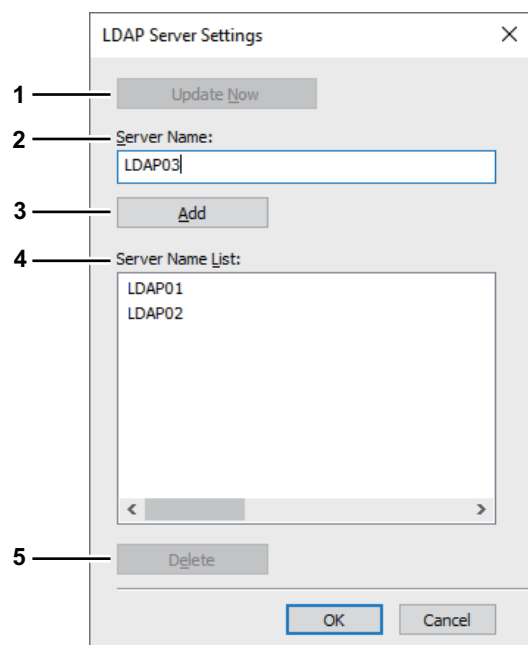 LDAP Server Settings
1 Update Now
2 Server Name:
LDAP03
3 Add
4 Server Name List:
LDAP01
LDAP02
5 Delete
OK Cancel